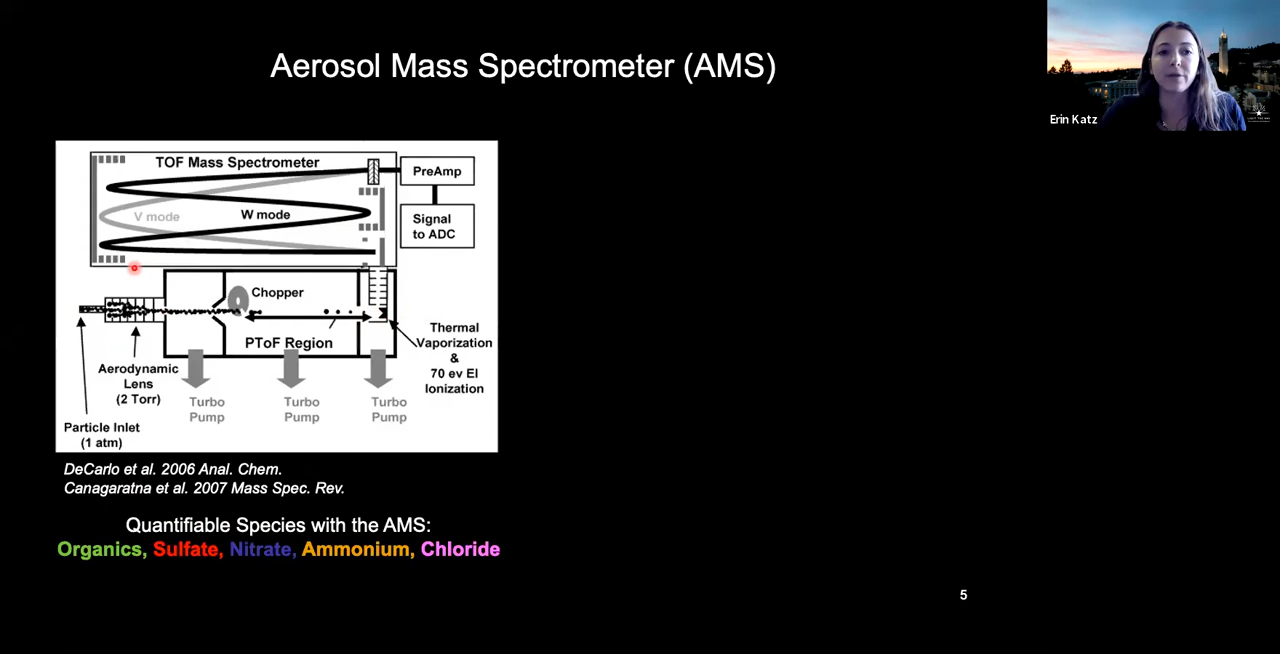 Aerosol Mass Spectrometer (AMS)
Erin Katz
TOF Mass Spectrometer
V mode
W mode
PreAmp
Signal
to ADC
Chopper
PToF Region
Thermal
Vaporization
&
70 ev EI
Ionization
Aerodynamic
Lens
(2 Torr)
Turbo
Pump
Turbo
Pump
Turbo
Pump
Particle Inlet
(1 atm)
DeCarlo et al. 2006 Anal. Chem.
Canagaratna et al. 2007 Mass Spec. Rev.
Quantifiable Species with the AMS:
Organics, Sulfate, Nitrate, Ammonium, Chloride
5